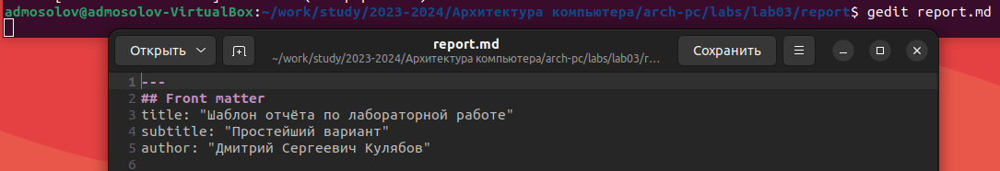 admosolov@admosolov-VirtualBox:~/work/study/2023-2024/Архитектура компьютера/arch-pc/labs/lab03/report$ gedit report.md
Открыть
report.md
~/work/study/2023-2024/Архитектура компьютера/arch-pc/labs/lab03/r…
Сохранить
1 ---
2 ## Front matter
3 title: "Шаблон отчёта по лабораторной работе"
4 subtitle: "Простейший вариант"
5 author: "Дмитрий Сергеевич Кулябов"
6